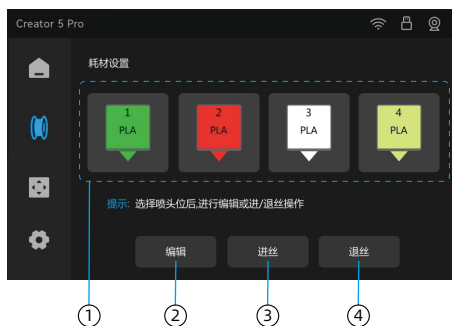 Creator 5 Pro
耗材设置
1 2 3 4
PLA PLA PLA PLA
提示: 选择喷头位后,进行编辑或进/退丝操作
编辑 进丝 退丝
① ② ③ ④